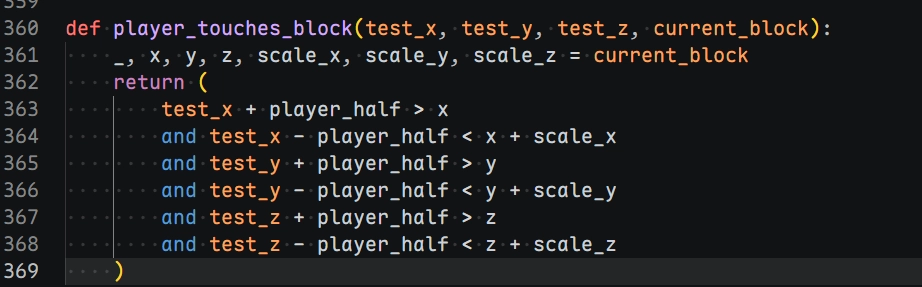 360 def player_touches_block(test_x, test_y, test_z, current_block):
361     _, x, y, z, scale_x, scale_y, scale_z = current_block
362     return (
363         test_x + player_half > x
364         and test_x - player_half < x + scale_x
365         and test_y + player_half > y
366         and test_y - player_half < y + scale_y
367         and test_z + player_half > z
368         and test_z - player_half < z + scale_z
369     )